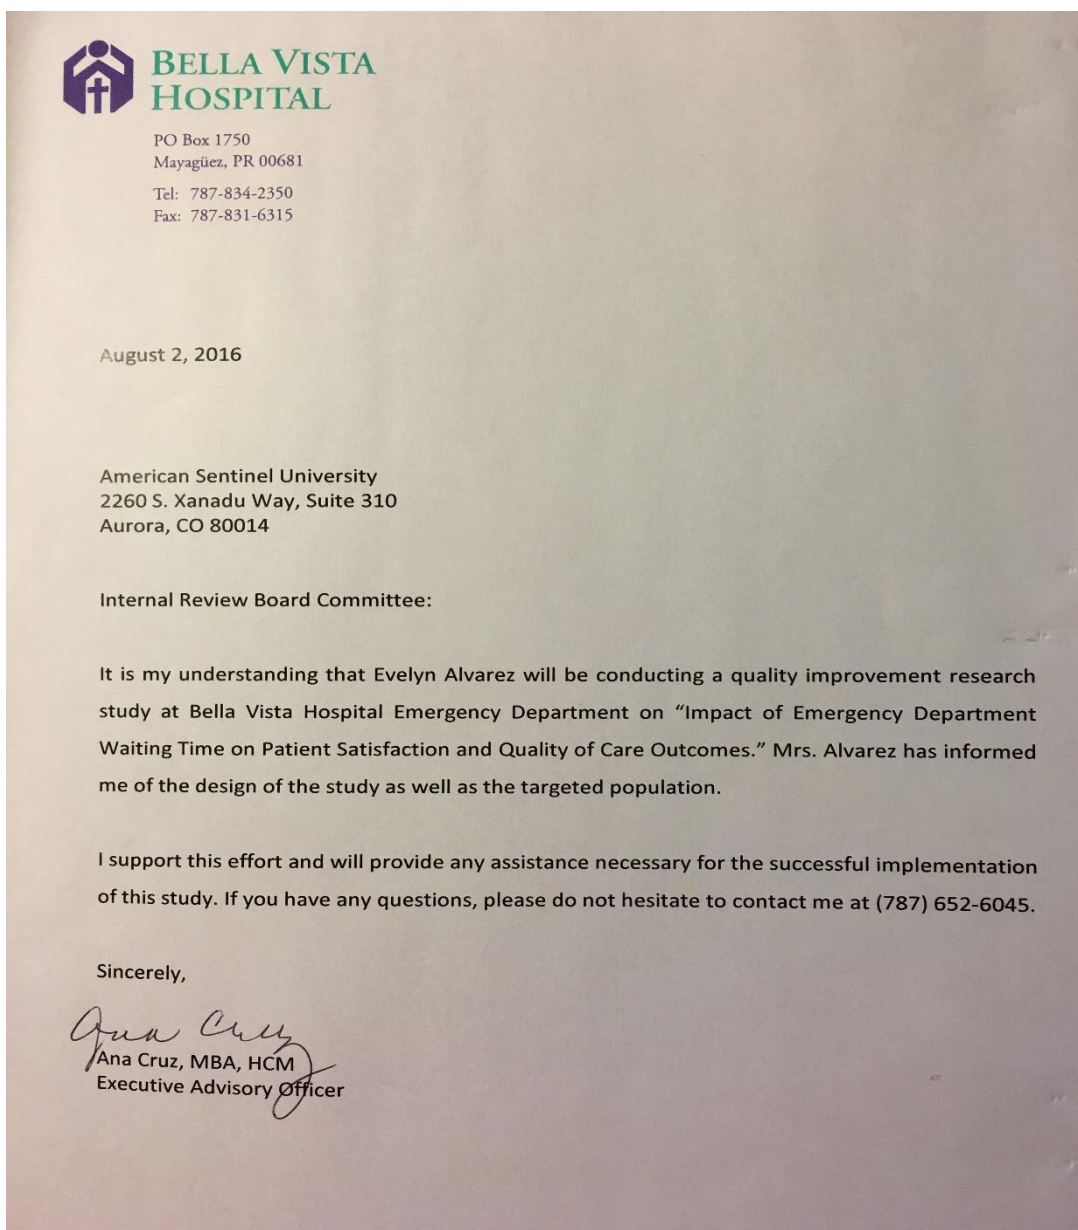 BELLA VISTA
HOSPITAL
PO Box 1750
Mayagüez, PR 00681
Tel: 787-834-2350
Fax: 787-831-6315
August 2, 2016
American Sentinel University
2260 S. Xanadu Way, Suite 310
Aurora, CO 80014
Internal Review Board Committee:
It is my understanding that Evelyn Alvarez will be conducting a quality improvement research
study at Bella Vista Hospital Emergency Department on “Impact of Emergency Department
Waiting Time on Patient Satisfaction and Quality of Care Outcomes.” Mrs. Alvarez has informed
me of the design of the study as well as the targeted population.
I support this effort and will provide any assistance necessary for the successful implementation
of this study. If you have any questions, please do not hesitate to contact me at (787) 652-6045.
Sincerely,
Ana Cruz
Ana Cruz, MBA, HCM
Executive Advisory Officer